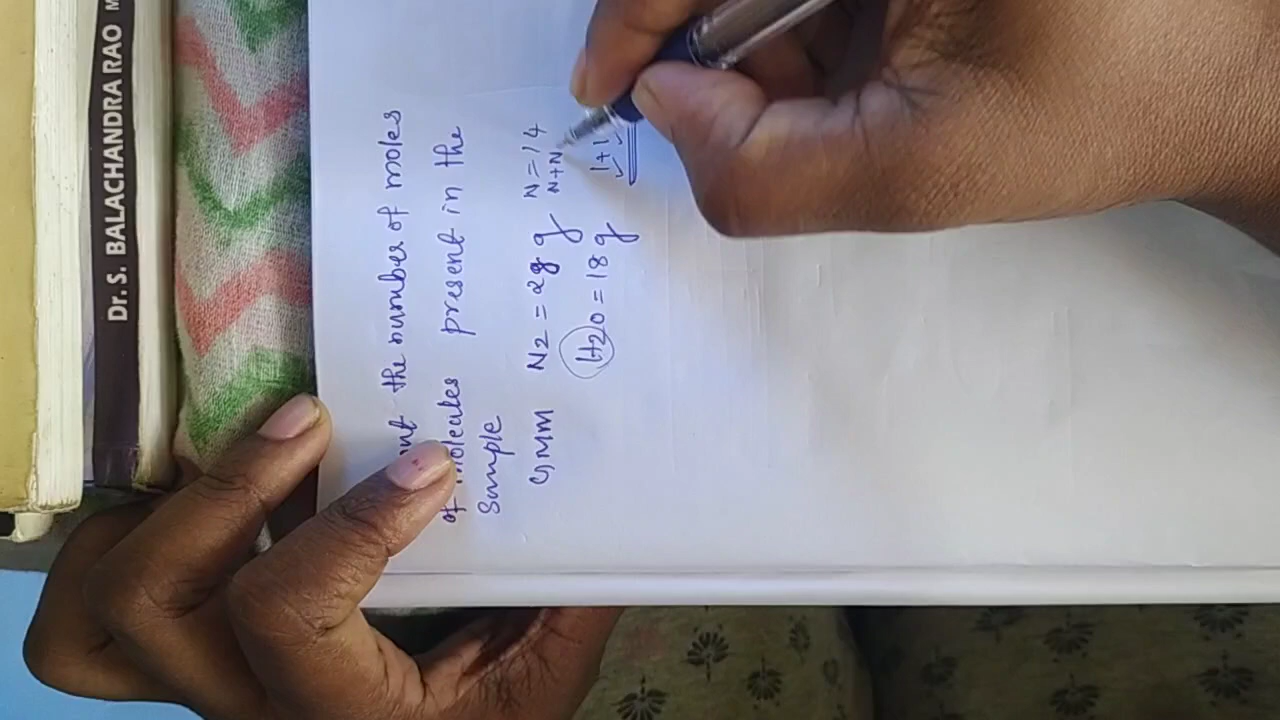 Dr. S. BALACHANDRA RAO M
the number of moles
of present in the
Sample
GMM N2 = 28 g N = 14
N+N
H2O = 18 g 1+1